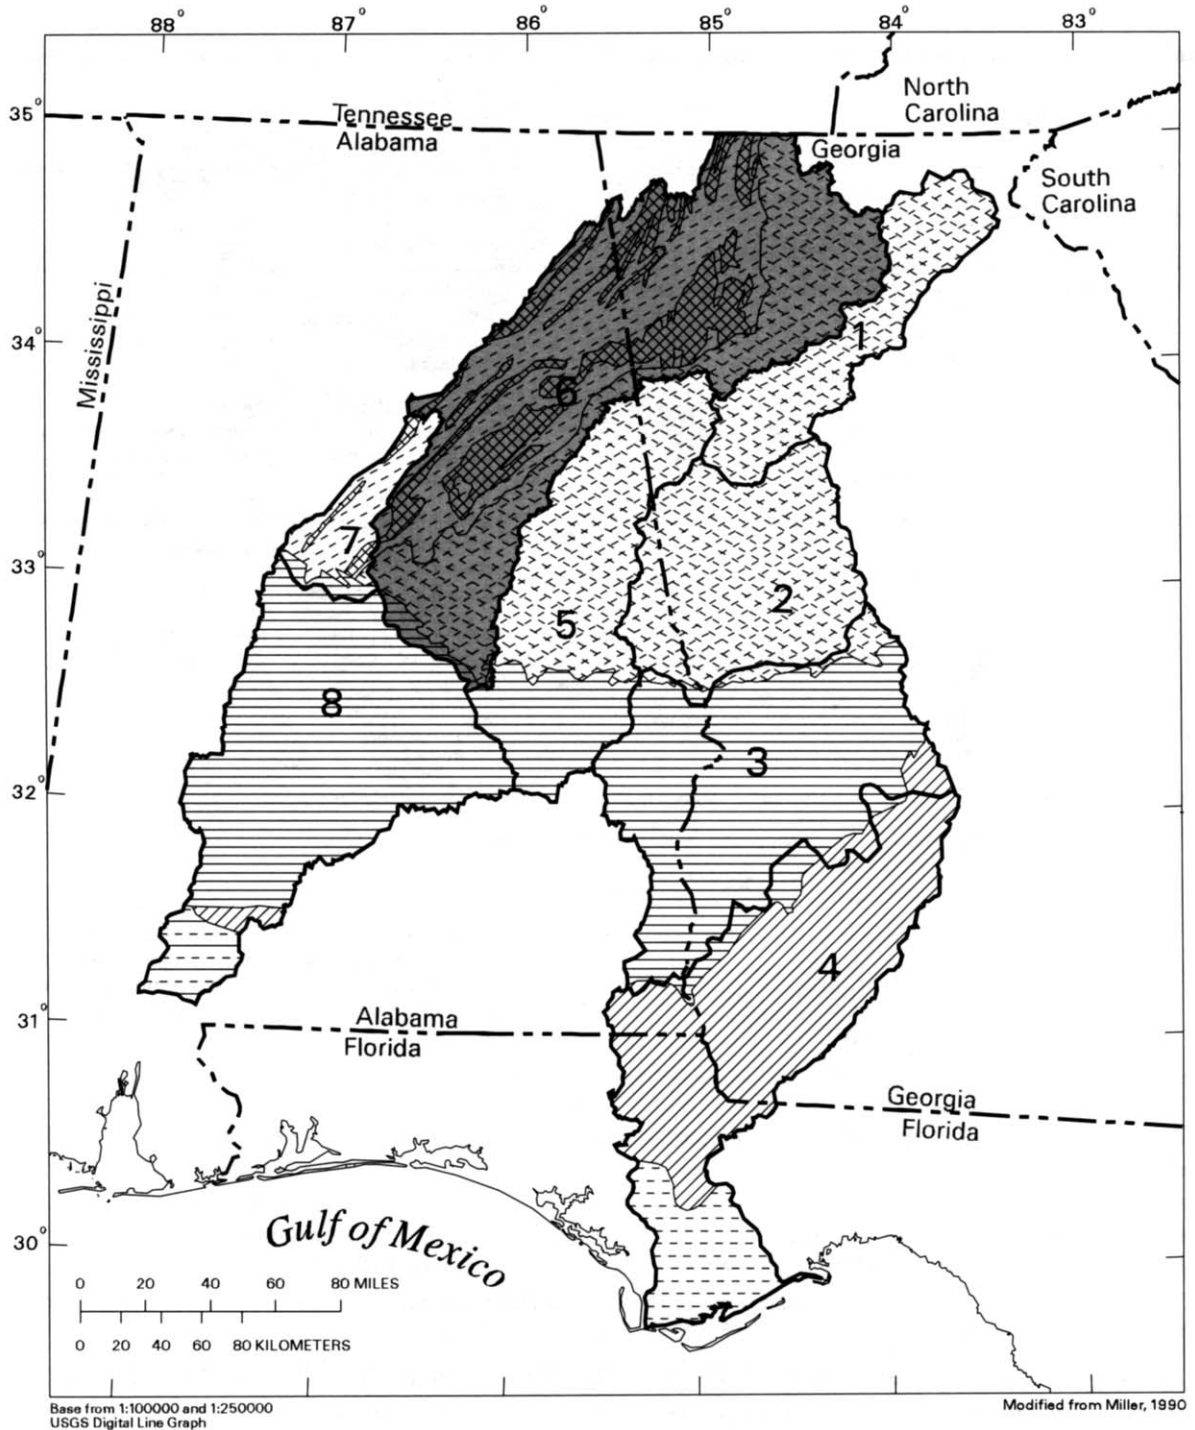 88° 87° 86° 85° 84° 83°
35°
Tennessee
Alabama
North
Carolina
Georgia
South
Carolina
Mississippi
34°
1
6
33°
7
2
5
8
3
32°
4
31°
Alabama
Florida
Georgia
Florida
30°
Gulf of Mexico
0 20 40 60 80 MILES
0 20 40 60 80 KILOMETERS
Base from 1:100000 and 1:250000
USGS Digital Line Graph
Modified from Miller, 1990